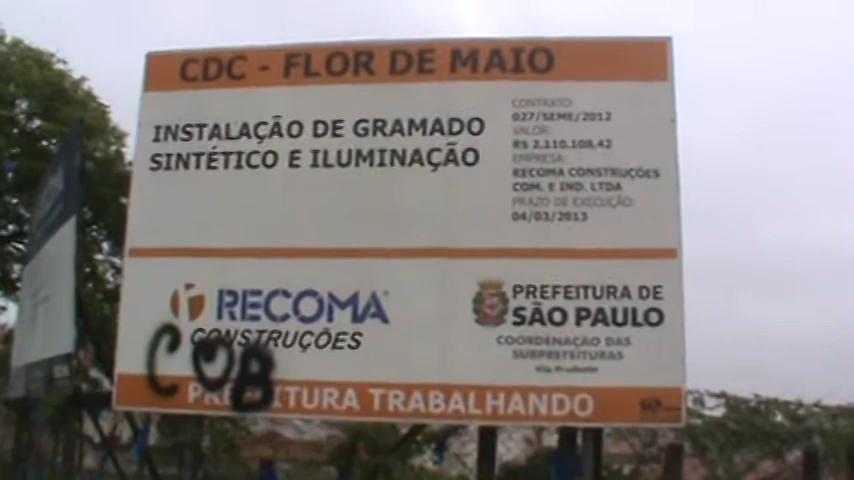 CDC - FLOR DE MAIO
INSTALAÇÃO DE GRAMADO
SINTÉTICO E ILUMINAÇÃO
CONTRATO:
027/SEME/2012
VALOR:
R$ 2.110.108,42
EMPRESA:
RECOMA CONSTRUÇÕES
COM. E IND. LTDA
PRAZO DE EXECUÇÃO:
04/03/2013
RECOMA
CONSTRUÇÕES
PREFEITURA DE
SÃO PAULO
COORDENAÇÃO DAS
SUBPREFEITURAS
Vila Prudente
COB
PREFEITURA TRABALHANDO